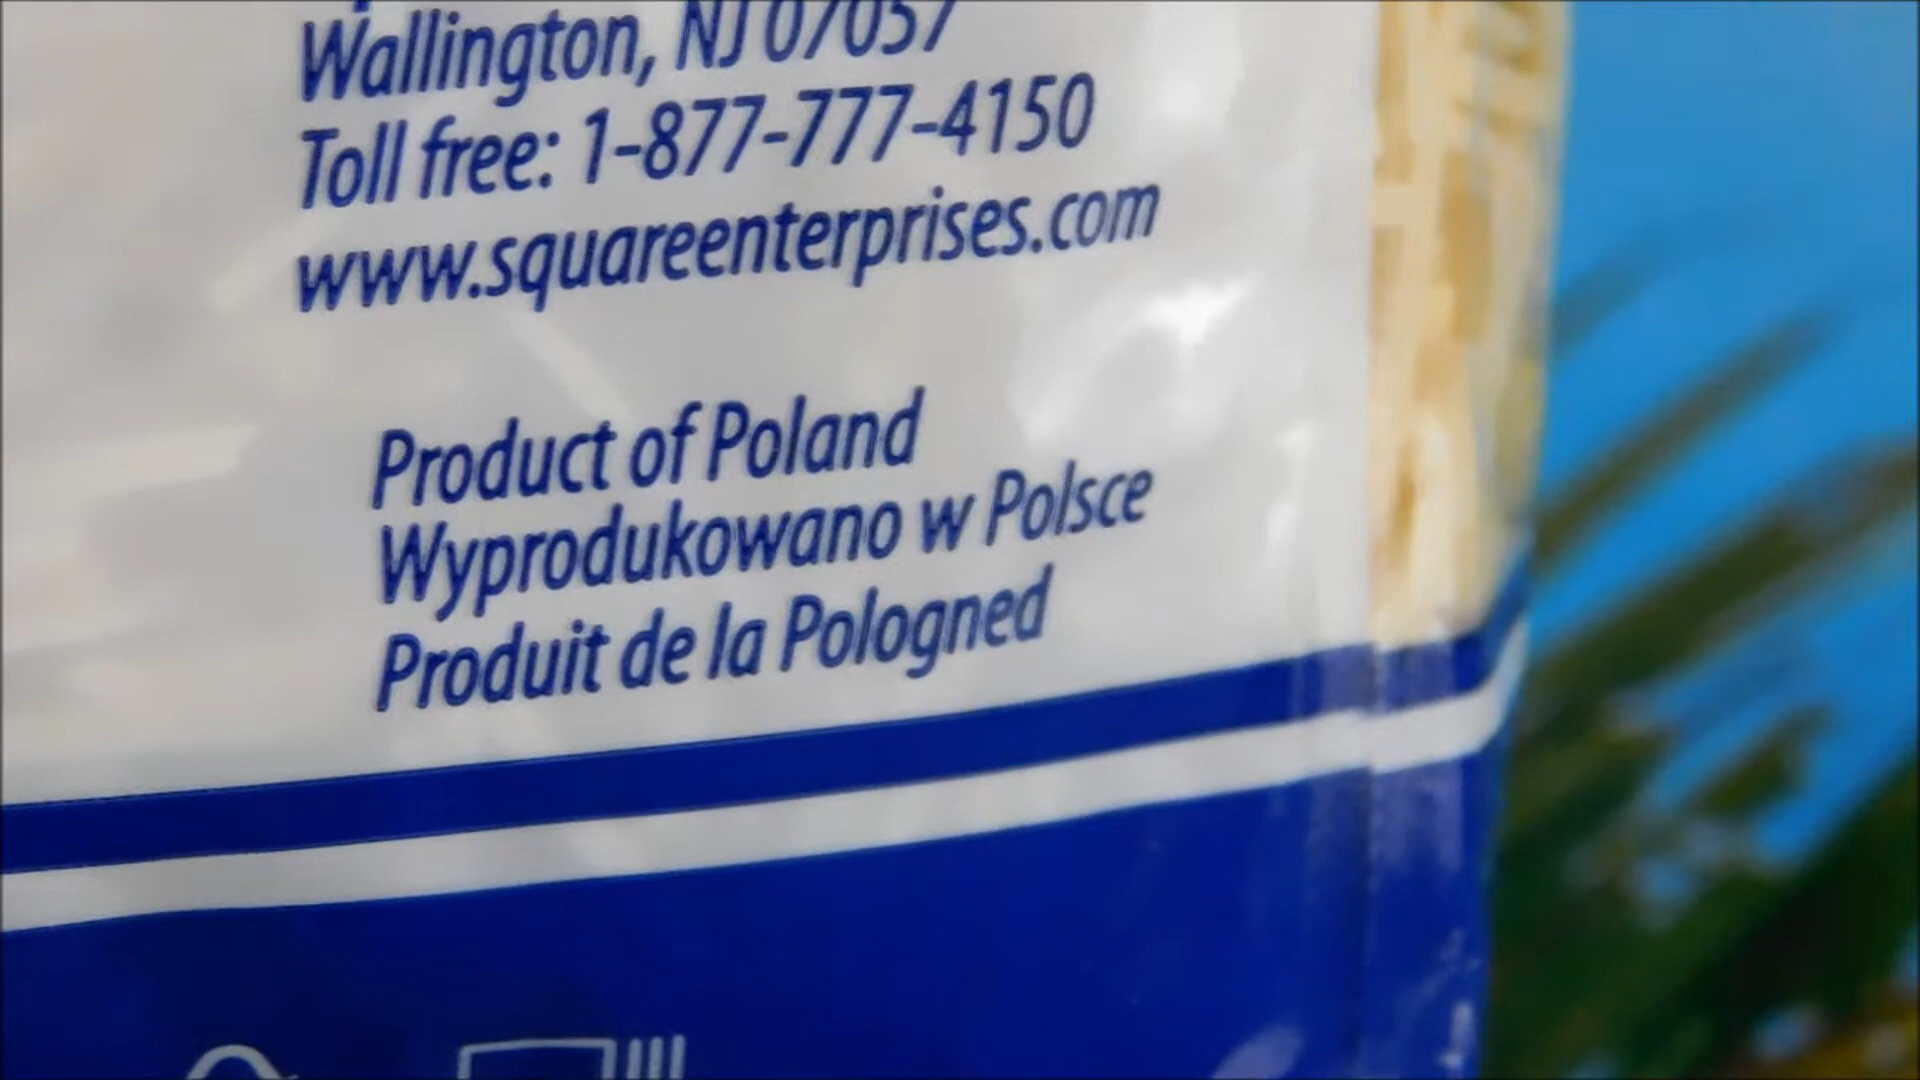 Wallington, NJ 07057
Toll free: 1-877-777-4150
www.squareenterprises.com
Product of Poland
Wyprodukowano w Polsce
Produit de la Pologned